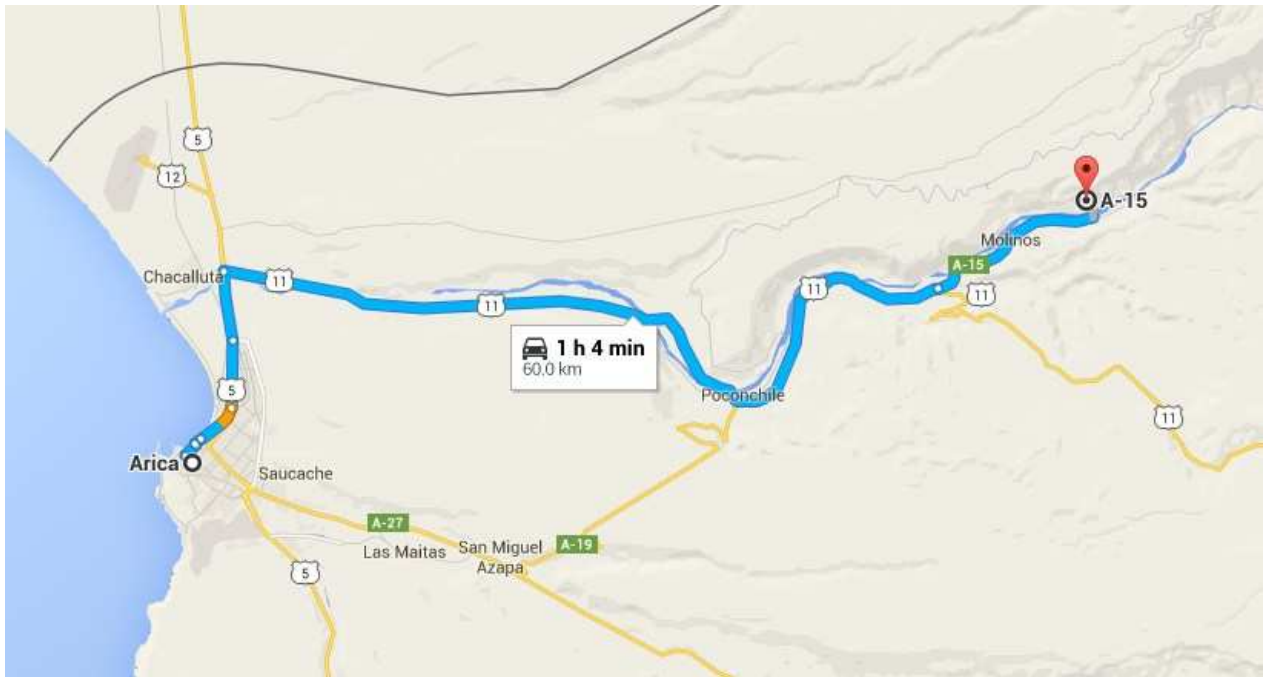 5
12
A-15
Molinos
A-15
Chacalluta
11
11
11
11
1 h 4 min
60.0 km
5
Poconchile
11
Arica
Saucache
A-27
Las Maitas
San Miguel
Azapa
A-19
5